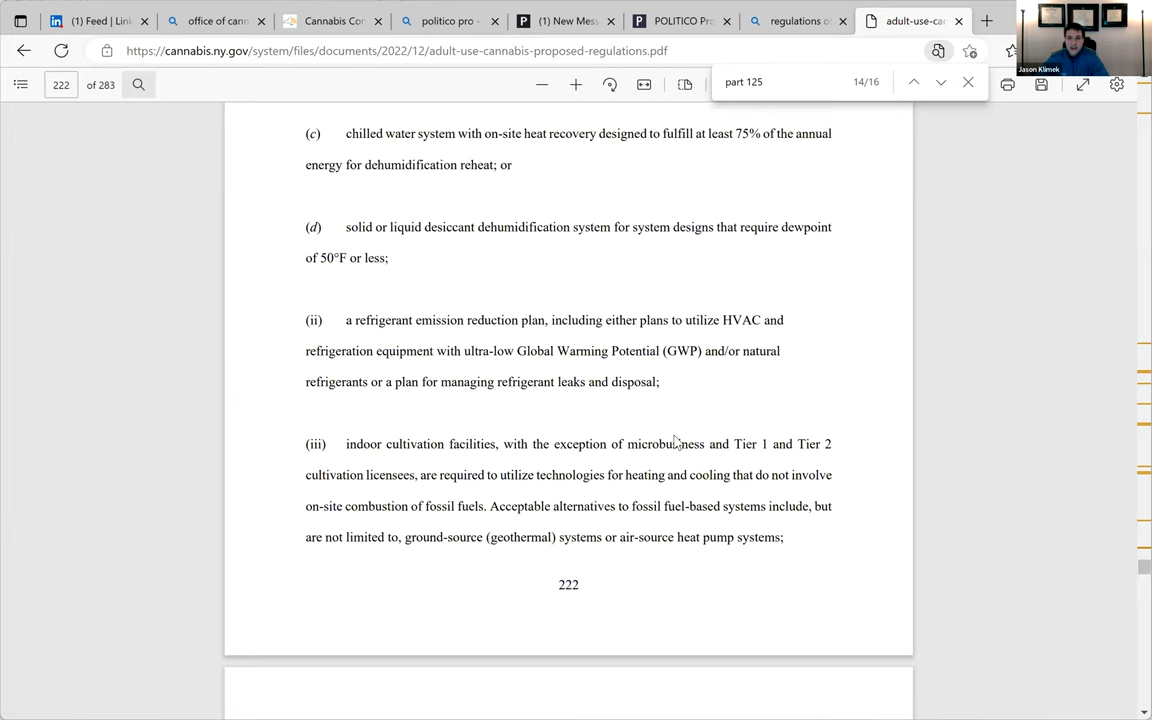 (1) Feed | Link
office of cann
Cannabis Con
politico pro -
(1) New Mess
POLITICO Pro
regulations of
adult-use-can
https://cannabis.ny.gov/system/files/documents/2022/12/adult-use-cannabis-proposed-regulations.pdf
Jason Klimek
222 of 283
part 125 14/16
(c) chilled water system with on-site heat recovery designed to fulfill at least 75% of the annual
energy for dehumidification reheat; or
(d) solid or liquid desiccant dehumidification system for system designs that require dewpoint
of 50°F or less;
(ii) a refrigerant emission reduction plan, including either plans to utilize HVAC and
refrigeration equipment with ultra-low Global Warming Potential (GWP) and/or natural
refrigerants or a plan for managing refrigerant leaks and disposal;
(iii) indoor cultivation facilities, with the exception of microbusiness and Tier 1 and Tier 2
cultivation licensees, are required to utilize technologies for heating and cooling that do not involve
on-site combustion of fossil fuels. Acceptable alternatives to fossil fuel-based systems include, but
are not limited to, ground-source (geothermal) systems or air-source heat pump systems;
222